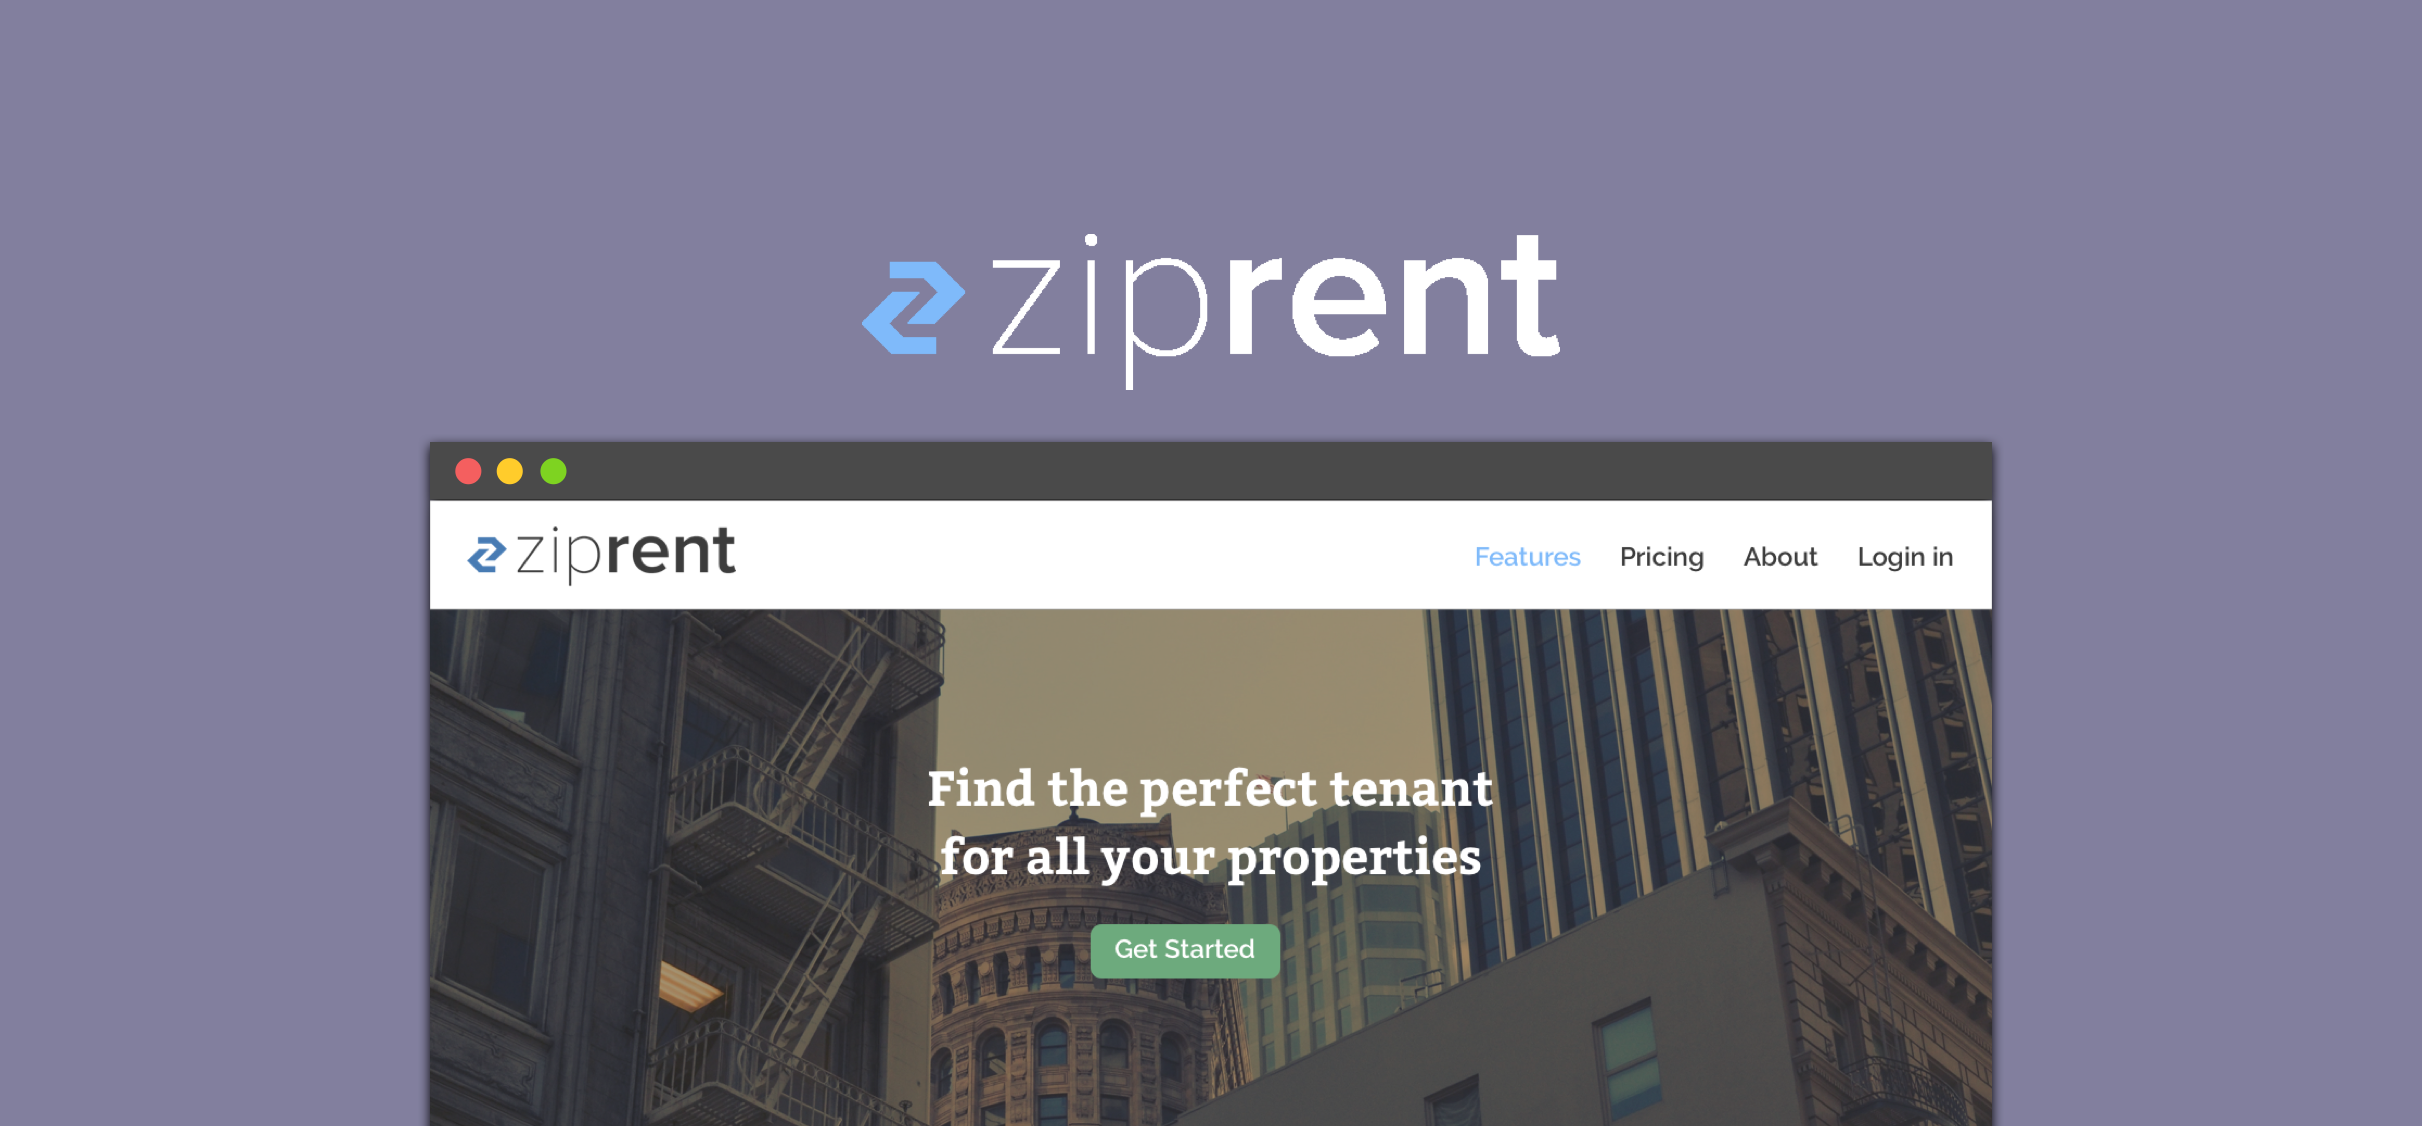 ziprent
ziprent
Features Pricing About Login in
Find the perfect tenant
for all your properties
Get Started